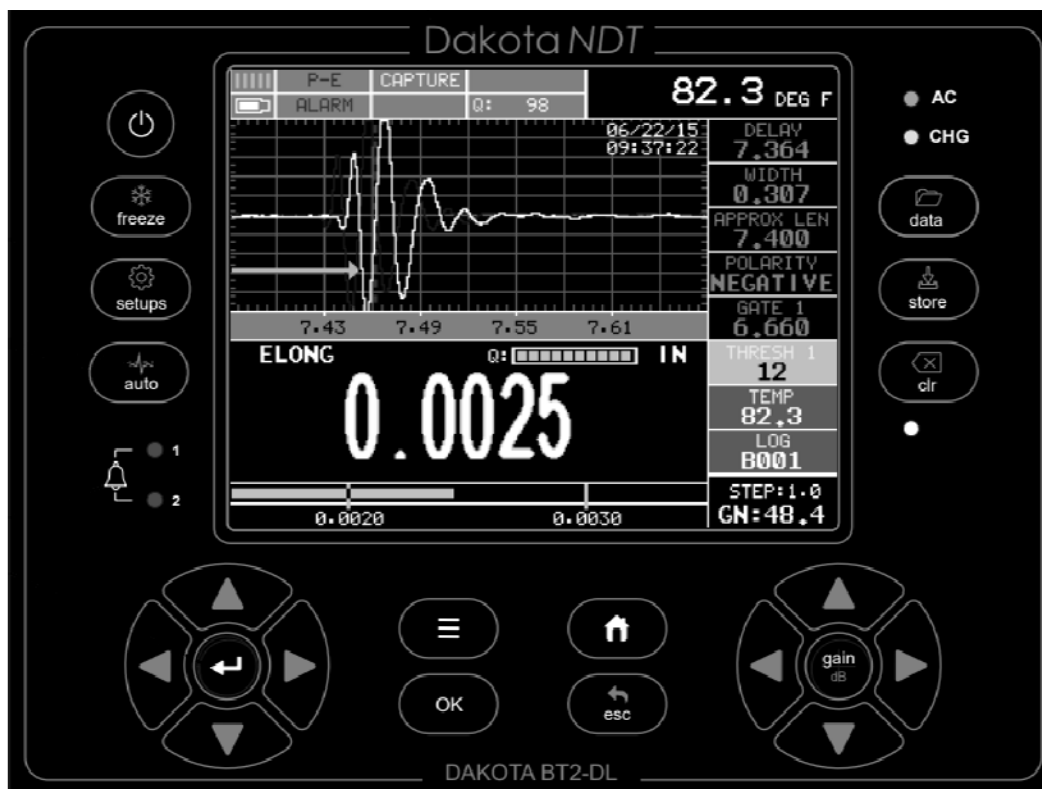 Dakota NDT
P-E CAPTURE
ALARM Q: 98
82.3 DEG F
06/22/15
09:37:22
DELAY
7.364
WIDTH
0.307
APPROX LEN
7.400
POLARITY
NEGATIVE
GATE 1
6.660
THRESH 1
12
TEMP
82.3
LOG
B001
STEP:1.0
GN:48.4
7.43 7.49 7.55 7.61
ELONG Q: IN
0.0025
0.0020 0.0030
freeze
setups
auto
1
2
AC
CHG
data
store
clr
OK
esc
gain
dB
DAKOTA BT2-DL